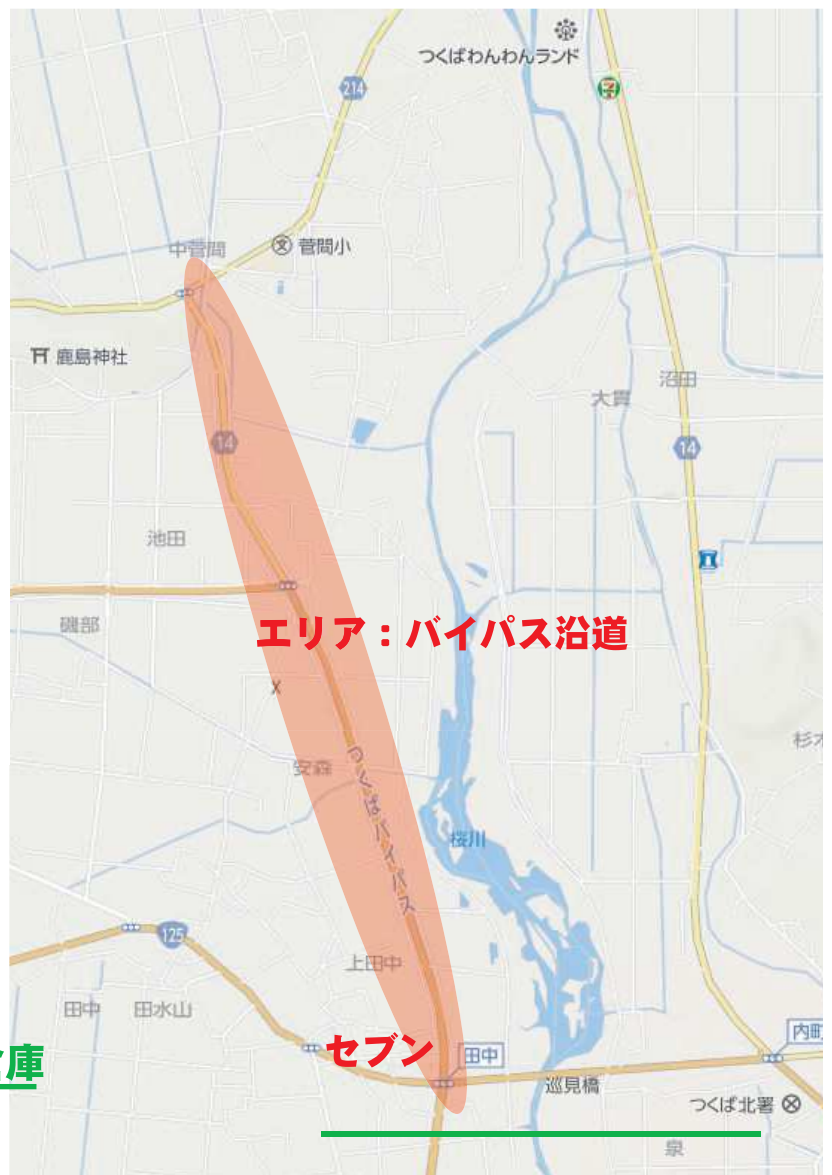 つくばわんわんランド
214
中菅間
菅間小
鹿島神社
沼田
大貫
14
14
池田
磯部
エリア：バイパス沿道
杉木
安森
つくばバイパス
桜川
125
上田中
田中
田水山
庫
セブン
田中
内町
巡見橋
つくば北署
泉